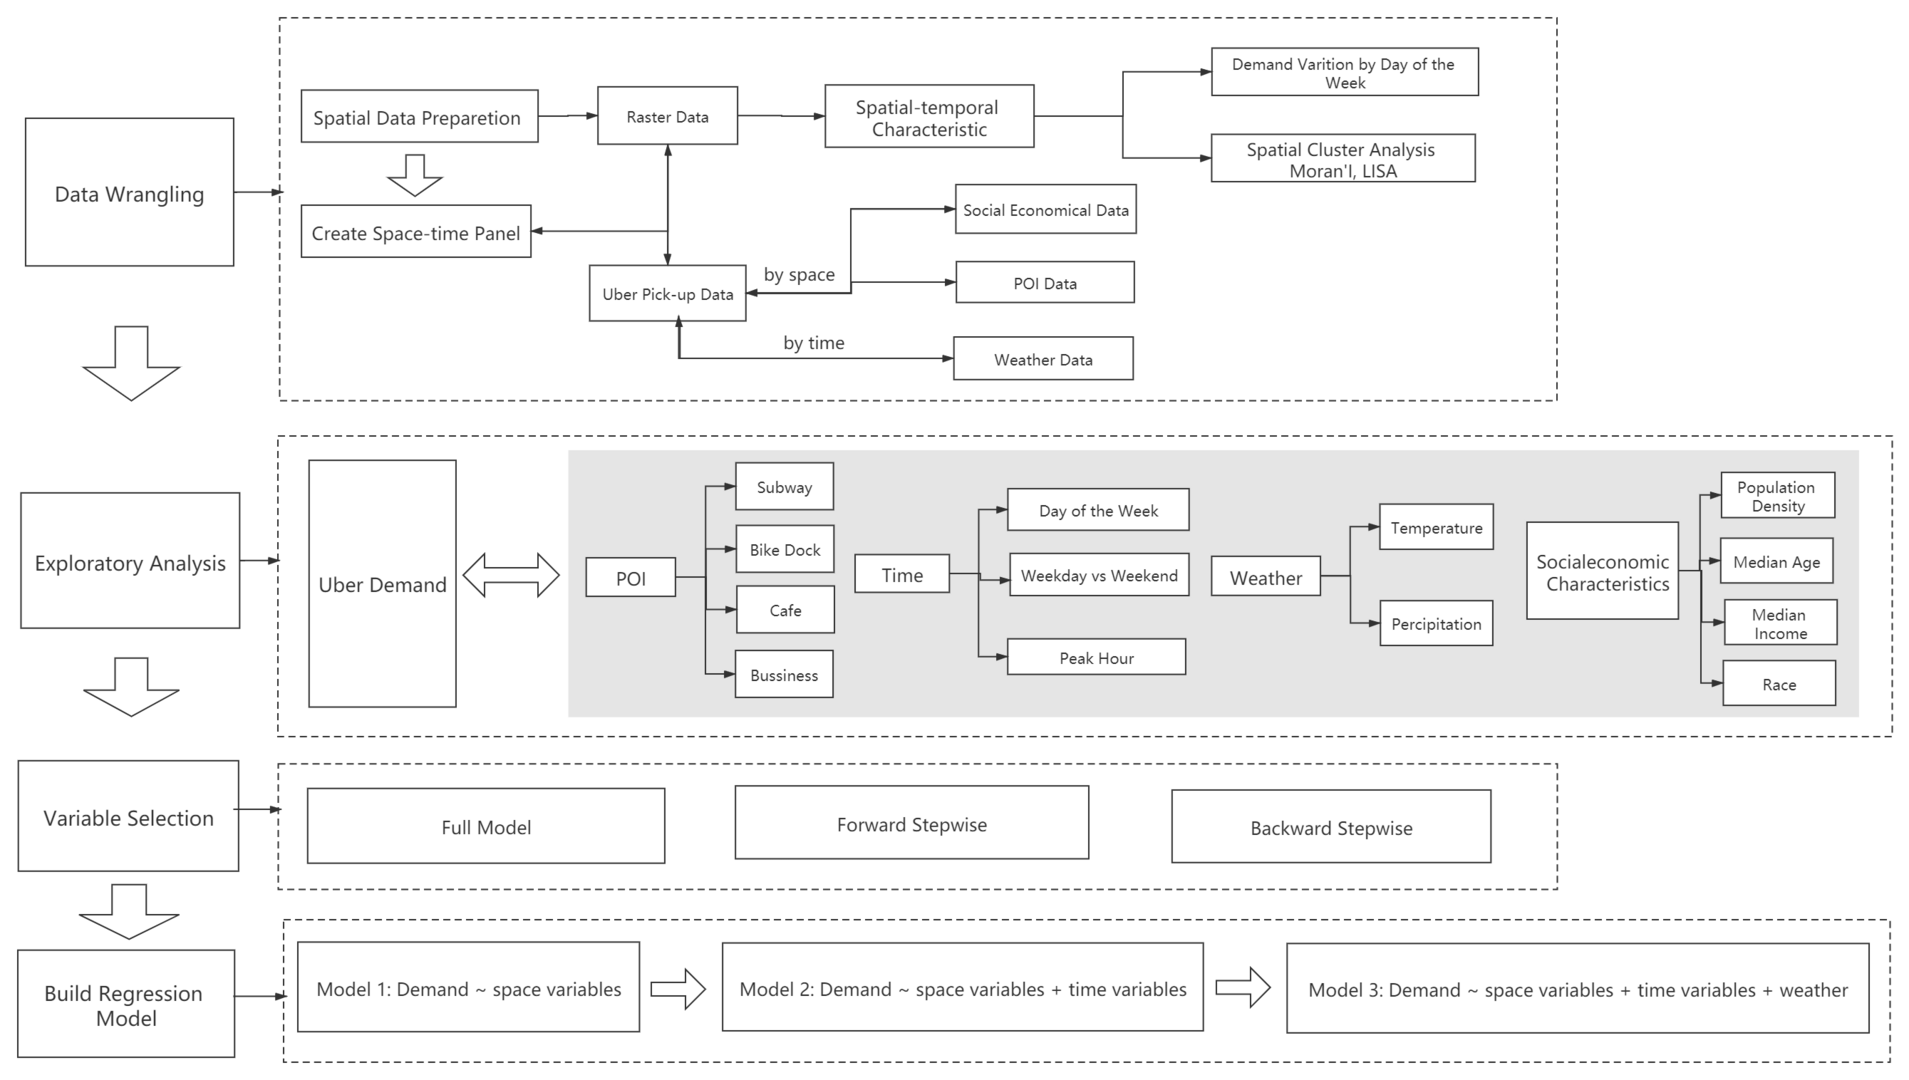 Data Wrangling
Spatial Data Preparetion
Raster Data
Spatial-temporal
Characteristic
Demand Varition by Day of the
Week
Spatial Cluster Analysis
Moran'I, LISA
Create Space-time Panel
Uber Pick-up Data
by space
Social Economical Data
POI Data
by time
Weather Data
Exploratory Analysis
Uber Demand
POI
Subway
Bike Dock
Cafe
Bussiness
Time
Day of the Week
Weekday vs Weekend
Peak Hour
Weather
Temperature
Percipitation
Socialeconomic
Characteristics
Population
Density
Median Age
Median
Income
Race
Variable Selection
Full Model
Forward Stepwise
Backward Stepwise
Build Regression
Model
Model 1: Demand ~ space variables
Model 2: Demand ~ space variables + time variables
Model 3: Demand ~ space variables + time variables + weather